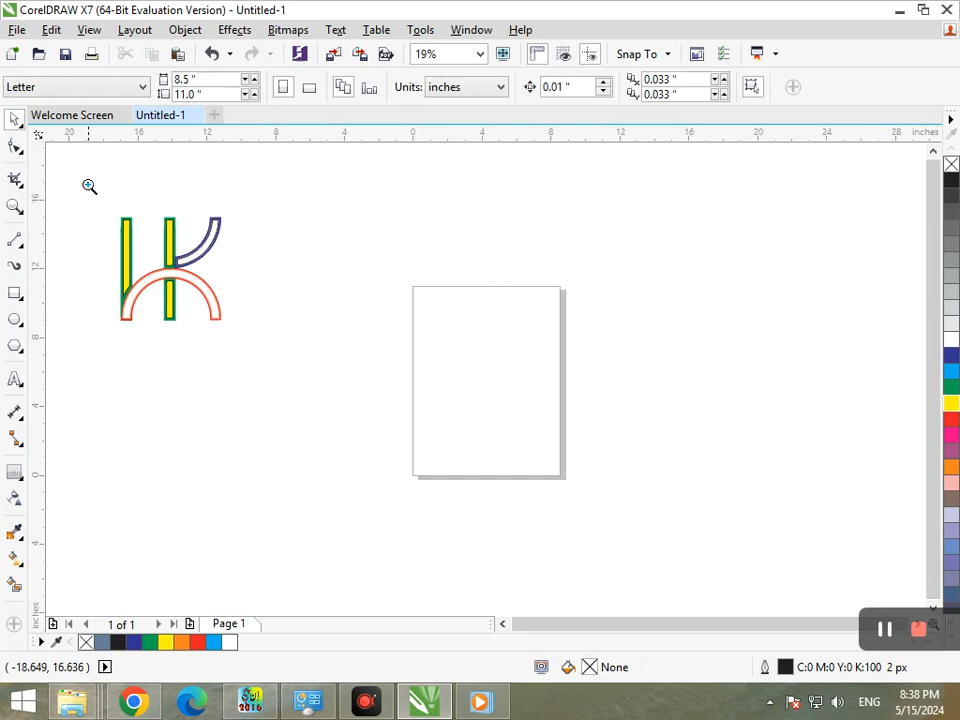 CorelDRAW X7 (64-Bit Evaluation Version) - Untitled-1
File Edit View Layout Object Effects Bitmaps Text Table Tools Window Help
19% Snap To
Letter 8.5 " 11.0 " Units: inches 0.01 " 0.033 " 0.033 "
Welcome Screen Untitled-1
20 16 12 8 4 0 4 8 12 16 20 24 28 inches
16
12
8
4
0
4
inches
1 of 1 Page 1
(-18.649, 16.636) None C:0 M:0 Y:0 K:100 2 px
2016 ENG 8:38 PM
5/15/2024